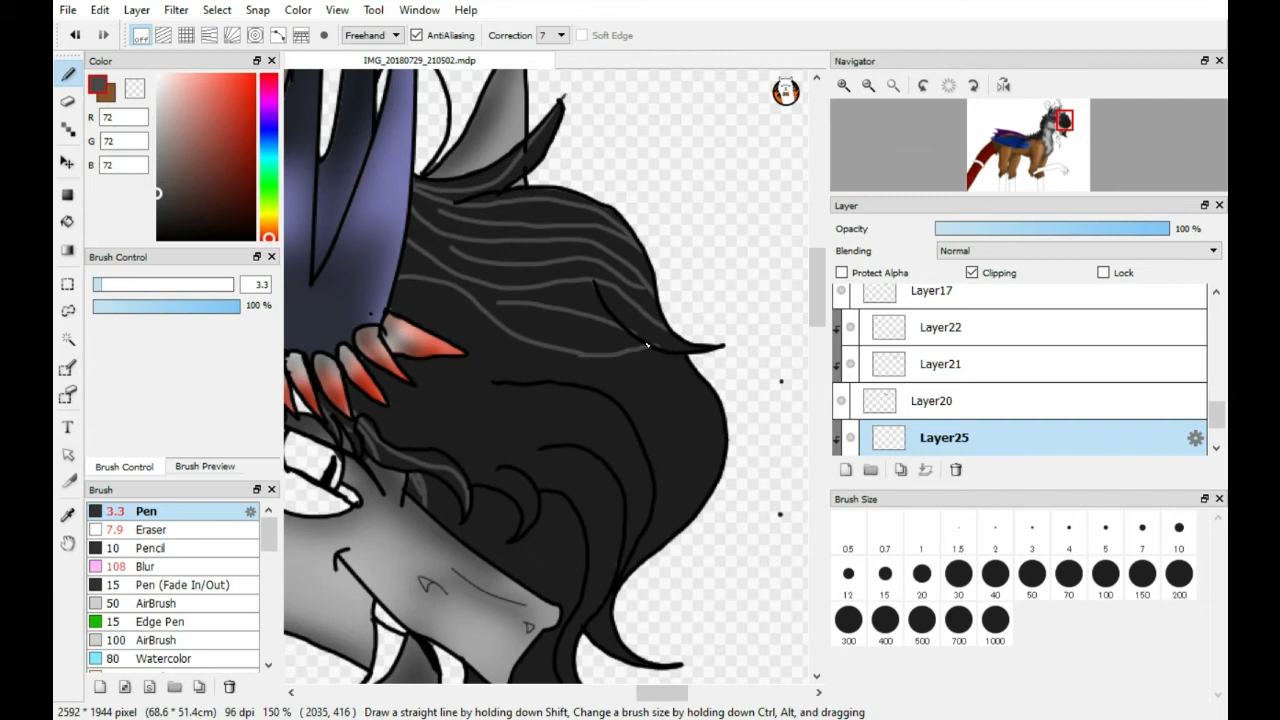 File Edit Layer Filter Select Snap Color View Tool Window Help
off Freehand AntiAliasing Correction 7 Soft Edge
Color
IMG_20180729_210502.mdp
Navigator
R 72
G 72
B 72
Layer
Opacity 100 %
Blending Normal
Protect Alpha Clipping Lock
Brush Control
3.3
100 %
Layer17
Layer22
Layer21
Layer20
Layer25
Brush Control Brush Preview
Brush
3.3 Pen
7.9 Eraser
10 Pencil
108 Blur
15 Pen (Fade In/Out)
50 AirBrush
15 Edge Pen
100 AirBrush
80 Watercolor
Brush Size
0.5 0.7 1 1.5 2 3 4 5 7 10
12 15 20 30 40 50 70 100 150 200
300 400 500 700 1000
2592 * 1944 pixel (68.6 * 51.4cm) 96 dpi 150 % ( 2035, 416 ) Draw a straight line by holding down Shift, Change a brush size by holding down Ctrl, Alt, and dragging